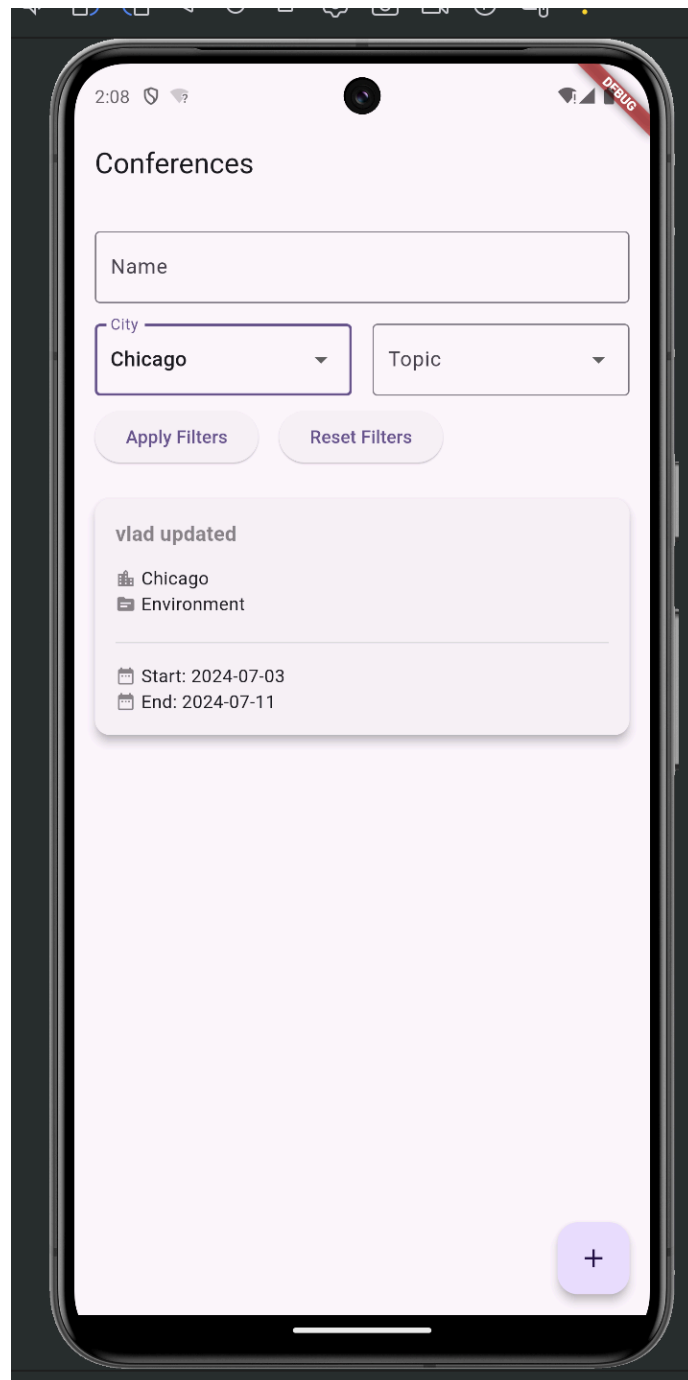 2:08
DEBUG
Conferences
Name
City
Chicago
Topic
Apply Filters
Reset Filters
vlad updated
Chicago
Environment
Start: 2024-07-03
End: 2024-07-11
+